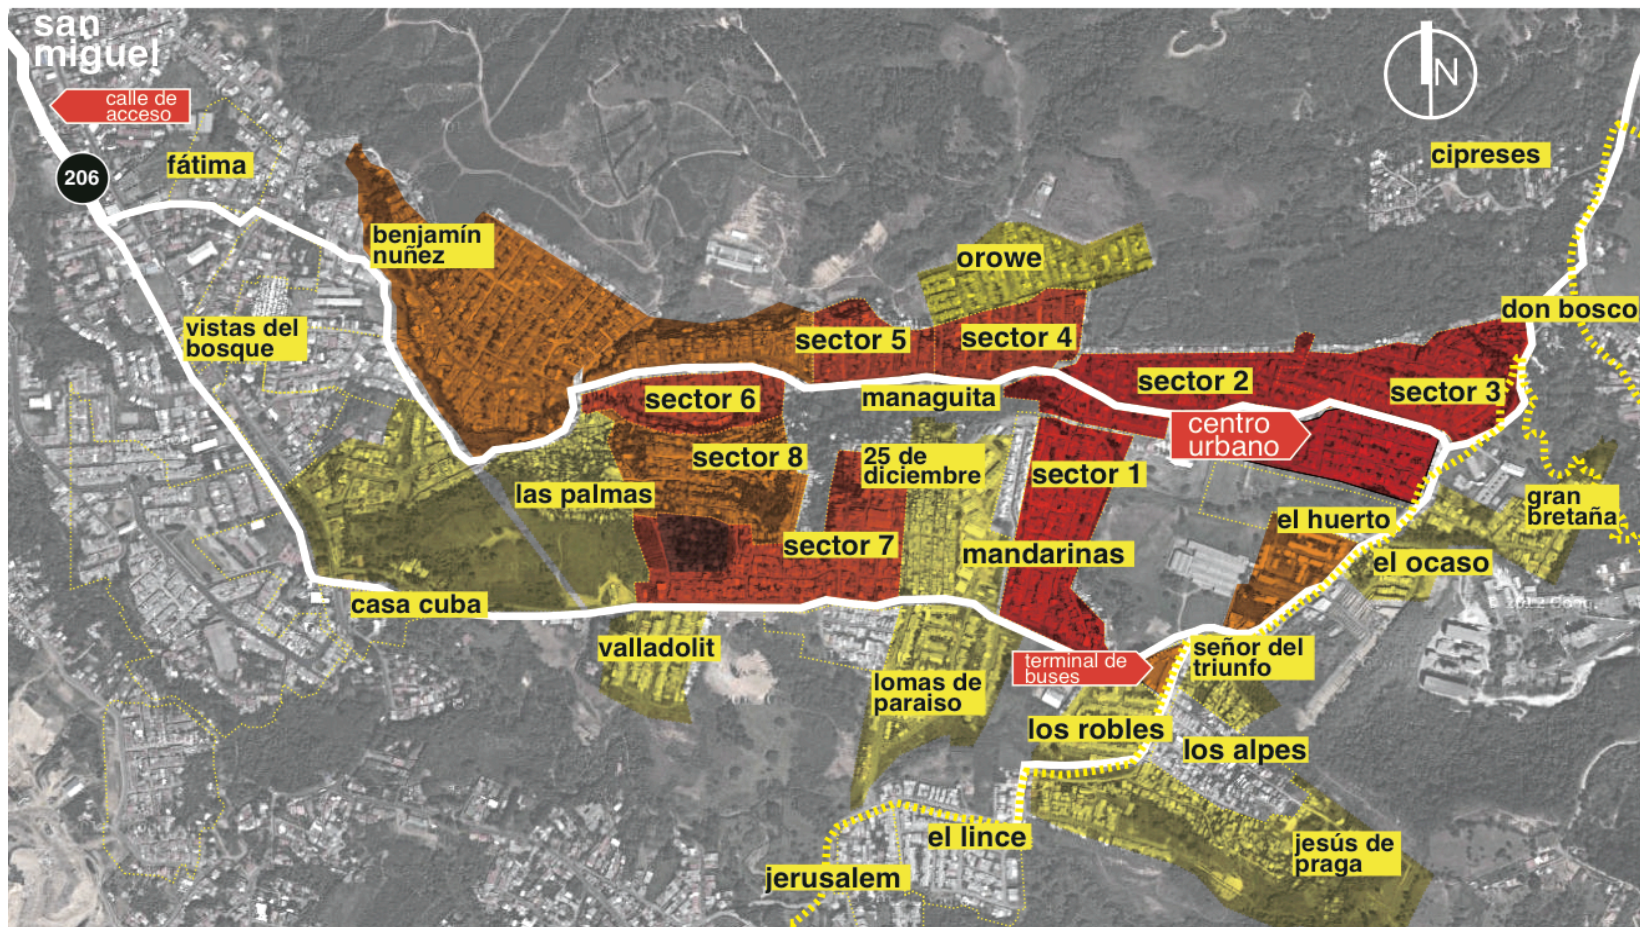 san
miguel
calle de
acceso
206
fátima
N
cipreses
benjamín
nuñez
orowe
don bosco
vistas del
bosque
sector 5
sector 4
sector 2
sector 3
sector 6
managuita
centro
urbano
sector 8
25 de
diciembre
sector 1
las palmas
gran
bretaña
el huerto
sector 7
mandarinas
el ocaso
casa cuba
valladolit
señor del
triunfo
terminal de
buses
lomas de
paraiso
los robles
los alpes
el lince
jesús de
praga
jerusalem